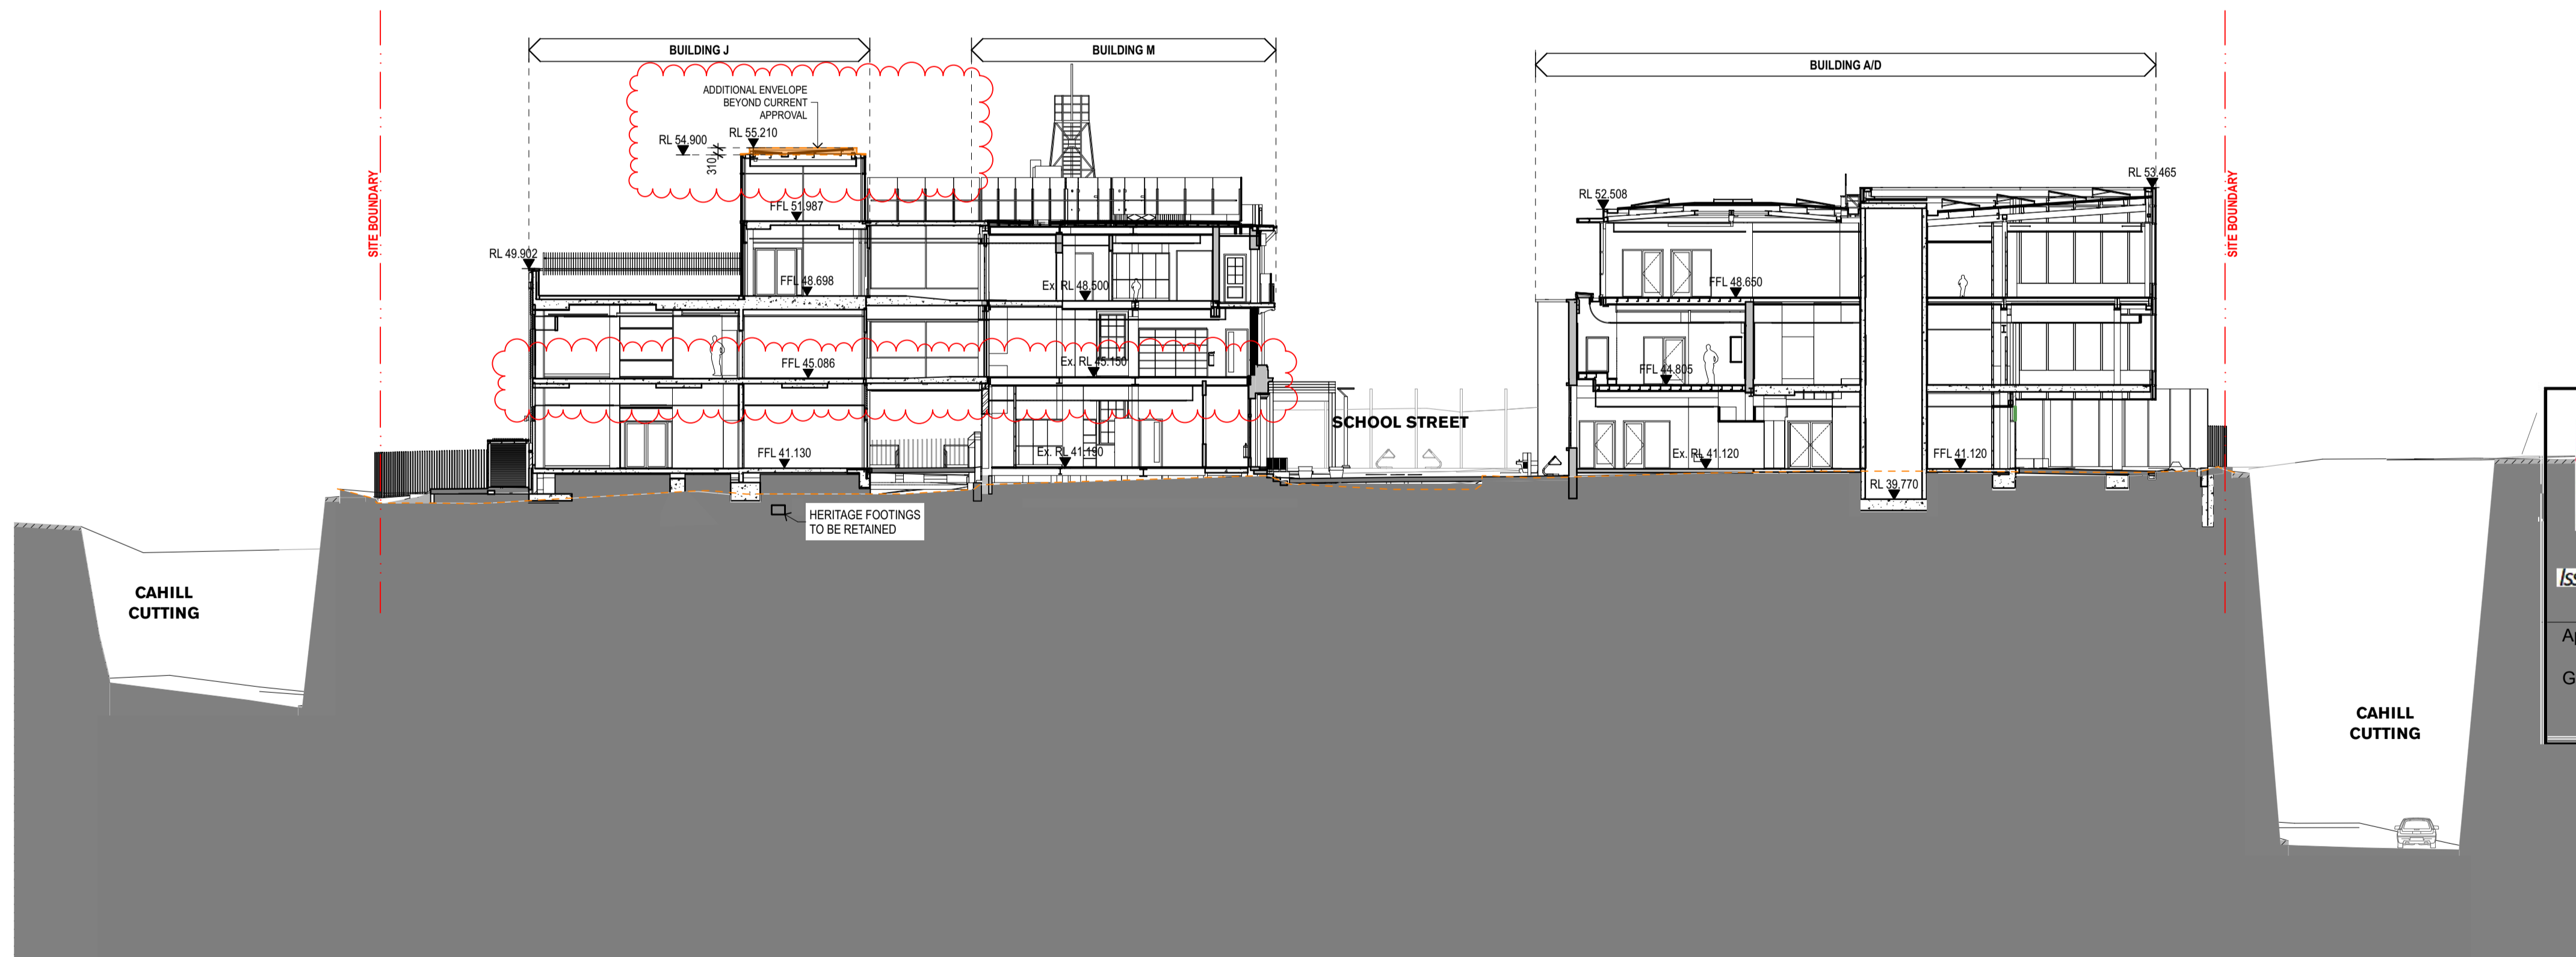 BUILDING J
BUILDING M
BUILDING A/D
ADDITIONAL ENVELOPE
BEYOND CURRENT
APPROVAL
RL 54.900
RL 55.210
310
SITE BOUNDARY
FFL 51.987
RL 49.902
FFL 48.698
Ex. RL 48.500
FFL 45.086
Ex. RL 45.150
FFL 41.130
Ex. RL 41.190
HERITAGE FOOTINGS
TO BE RETAINED
SCHOOL STREET
RL 52.508
RL 53.465
SITE BOUNDARY
FFL 48.650
FFL 44.805
Ex. RL 41.120
FFL 41.120
RL 39.770
CAHILL
CUTTING
CAHILL
CUTTING